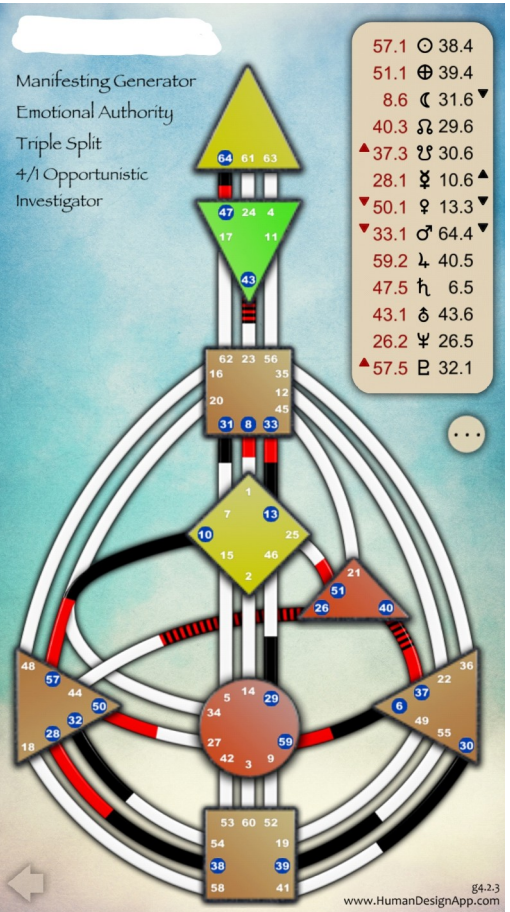 Manifesting Generator
Emotional Authority
Triple Split
4/1 Opportunistic
Investigator
57.1 ☉ 38.4
51.1 ⊕ 39.4
8.6 ☾ 31.6 ▼
40.3 ☊ 29.6
▲ 37.3 ☋ 30.6
28.1 ☿ 10.6 ▲
▼ 50.1 ♀ 13.3 ▼
▼ 33.1 ♂ 64.4 ▼
59.2 ♃ 40.5
47.5 ♄ 6.5
43.1 ⛢ 43.6
26.2 ♆ 26.5
▲ 57.5 ♇ 32.1
64 61 63
47 24 4
17 11
43
62 23 56
16 35
20 12
45
31 8 33
1
7 13
10 25
15 46
2
21
51
26 40
48 36
57 22
44 37
50 6
32 49
28 55
18 30
5 14 29
34
27 59
42 3 9
53 60 52
54 19
38 39
58 41
...
g4.2.3
www.HumanDesignApp.com